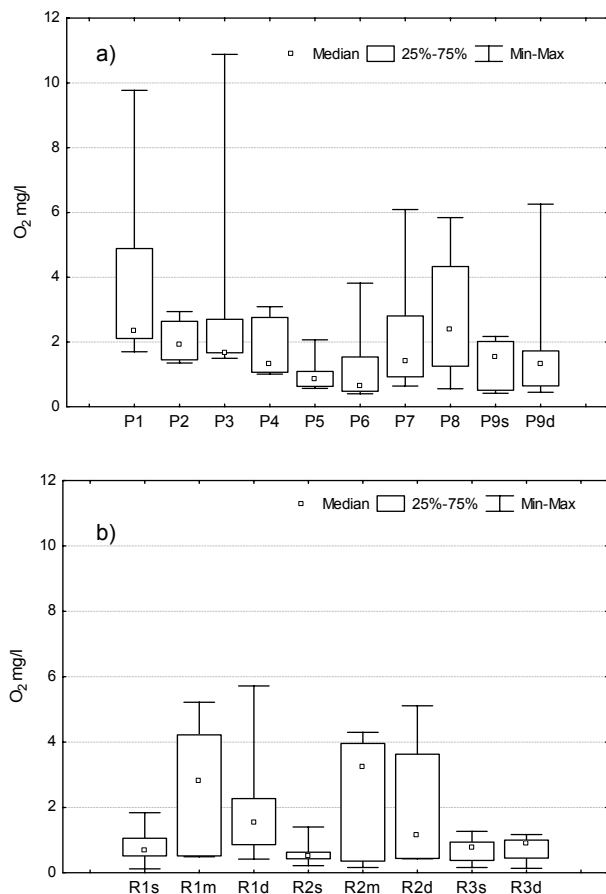 12
a)
Median 25%-75% Min-Max
10
8
6
4
2
0
O₂ mg/l
P1 P2 P3 P4 P5 P6 P7 P8 P9s P9d
12
b)
Median 25%-75% Min-Max
10
8
6
4
2
0
O₂ mg/l
R1s R1m R1d R2s R2m R2d R3s R3d